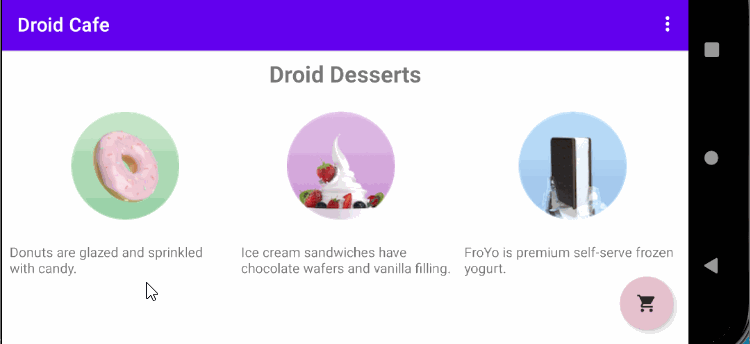 Droid Cafe
Droid Desserts
Donuts are glazed and sprinkled
with candy.
Ice cream sandwiches have
chocolate wafers and vanilla filling.
FroYo is premium self-serve frozen
yogurt.